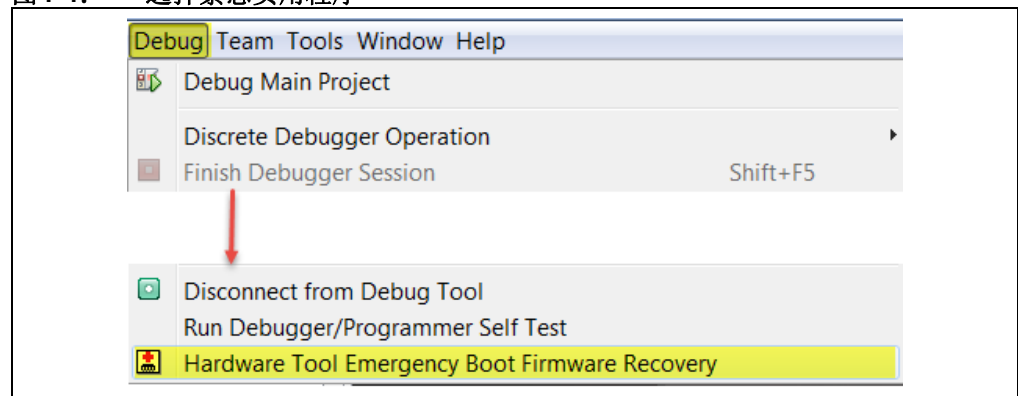 Debug Team Tools Window Help
Debug Main Project
Discrete Debugger Operation
Finish Debugger Session Shift+F5
Disconnect from Debug Tool
Run Debugger/Programmer Self Test
Hardware Tool Emergency Boot Firmware Recovery